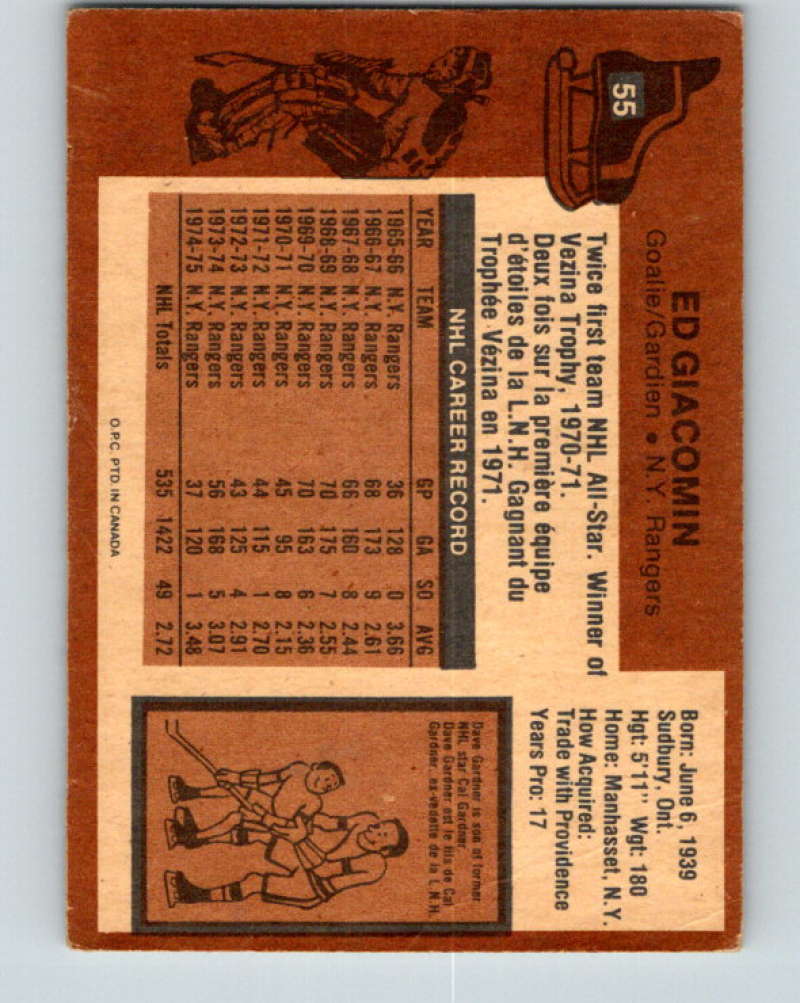 55
ED GIACOMIN
Goalie/Gardien • N.Y. Rangers
Twice first team NHL All-Star. Winner of
Vezina Trophy, 1970-71.
Deux fois sur la première équipe
d'étoiles de la L.N.H. Gagnant du
Trophée Vézina en 1971.
Born: June 6, 1939
Sudbury, Ont.
Hgt: 5'11" Wgt: 180
Home: Manhasset, N.Y.
How Acquired:
Trade with Providence
Years Pro: 17
NHL CAREER RECORD
YEAR TEAM GP GA SO AVG
1965-66 N.Y. Rangers 36 128 0 3.66
1966-67 N.Y. Rangers 68 173 9 2.61
1967-68 N.Y. Rangers 66 160 8 2.44
1968-69 N.Y. Rangers 70 175 7 2.55
1969-70 N.Y. Rangers 70 163 6 2.36
1970-71 N.Y. Rangers 45 95 8 2.15
1971-72 N.Y. Rangers 44 115 1 2.70
1972-73 N.Y. Rangers 43 125 4 2.91
1973-74 N.Y. Rangers 56 168 5 3.07
1974-75 N.Y. Rangers 37 120 1 3.48
NHL Totals 535 1422 49 2.72
Dave Gardner is son of former
NHL star Cal Gardner.
Dave Gardner est le fils de Cal
Gardner, ex-vedette de la L.N.H.
O.P.C. PTD. IN CANADA